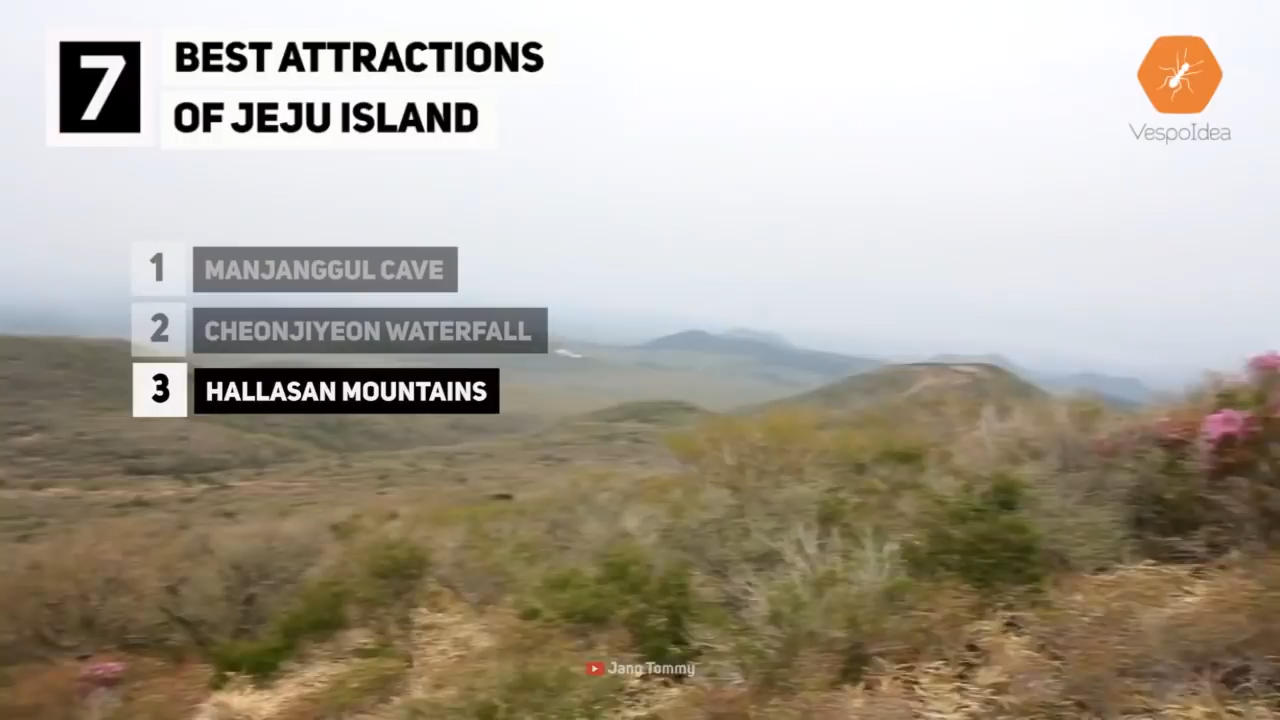 7
BEST ATTRACTIONS
OF JEJU ISLAND
VespoIdea
1 MANJANGGUL CAVE
2 CHEONJIYEON WATERFALL
3 HALLASAN MOUNTAINS
Jang Tommy